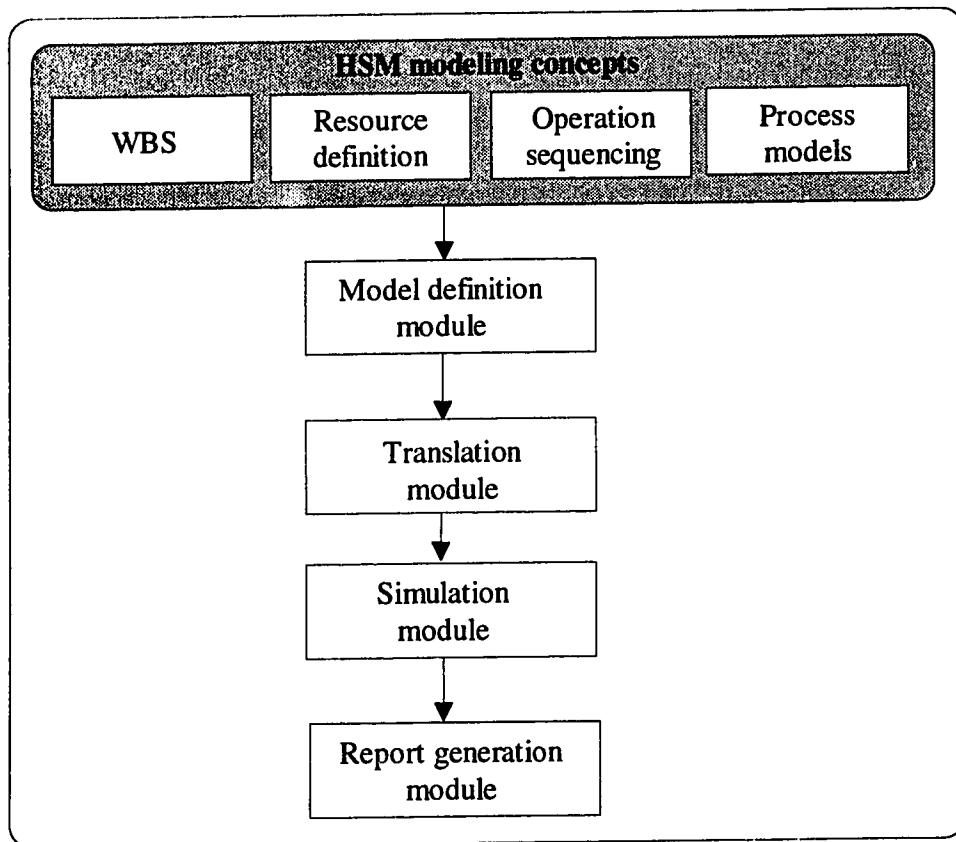 HSM modeling concepts
WBS
Resource
definition
Operation
sequencing
Process
models
Model definition
module
Translation
module
Simulation
module
Report generation
module